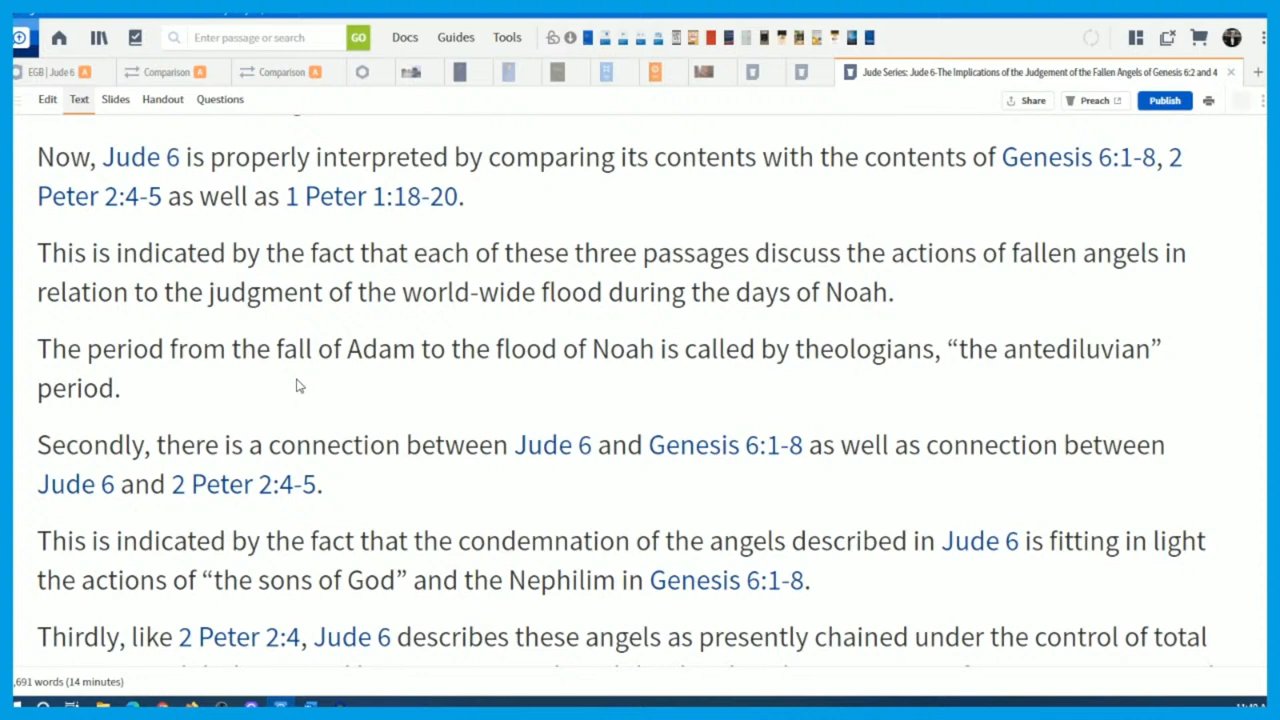 Enter passage or search
GO
Docs
Guides
Tools
EGB | Jude 6 A
Comparison A
Comparison A
Jude Series: Jude 6-The Implications of the Judgement of the Fallen Angels of Genesis 6:2 and 4
Edit
Text
Slides
Handout
Questions
Share
Preach
Publish
Now, Jude 6 is properly interpreted by comparing its contents with the contents of Genesis 6:1-8, 2
Peter 2:4-5 as well as 1 Peter 1:18-20.
This is indicated by the fact that each of these three passages discuss the actions of fallen angels in
relation to the judgment of the world-wide flood during the days of Noah.
The period from the fall of Adam to the flood of Noah is called by theologians, “the antediluvian”
period.
Secondly, there is a connection between Jude 6 and Genesis 6:1-8 as well as connection between
Jude 6 and 2 Peter 2:4-5.
This is indicated by the fact that the condemnation of the angels described in Jude 6 is fitting in light
the actions of “the sons of God” and the Nephilim in Genesis 6:1-8.
Thirdly, like 2 Peter 2:4, Jude 6 describes these angels as presently chained under the control of total
,691 words (14 minutes)